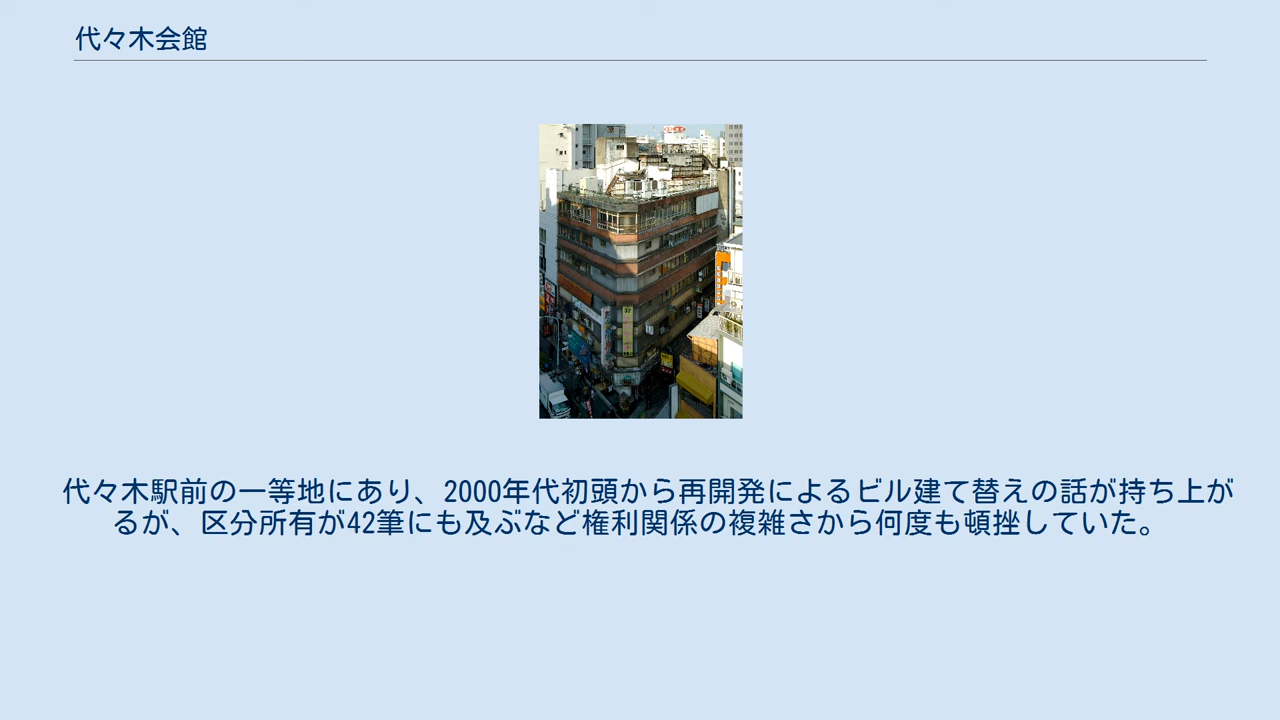 代々木会館
代々木駅前の一等地にあり、2000年代初頭から再開発によるビル建て替えの話が持ち上が
るが、区分所有が42筆にも及ぶなど権利関係の複雑さから何度も頓挫していた。